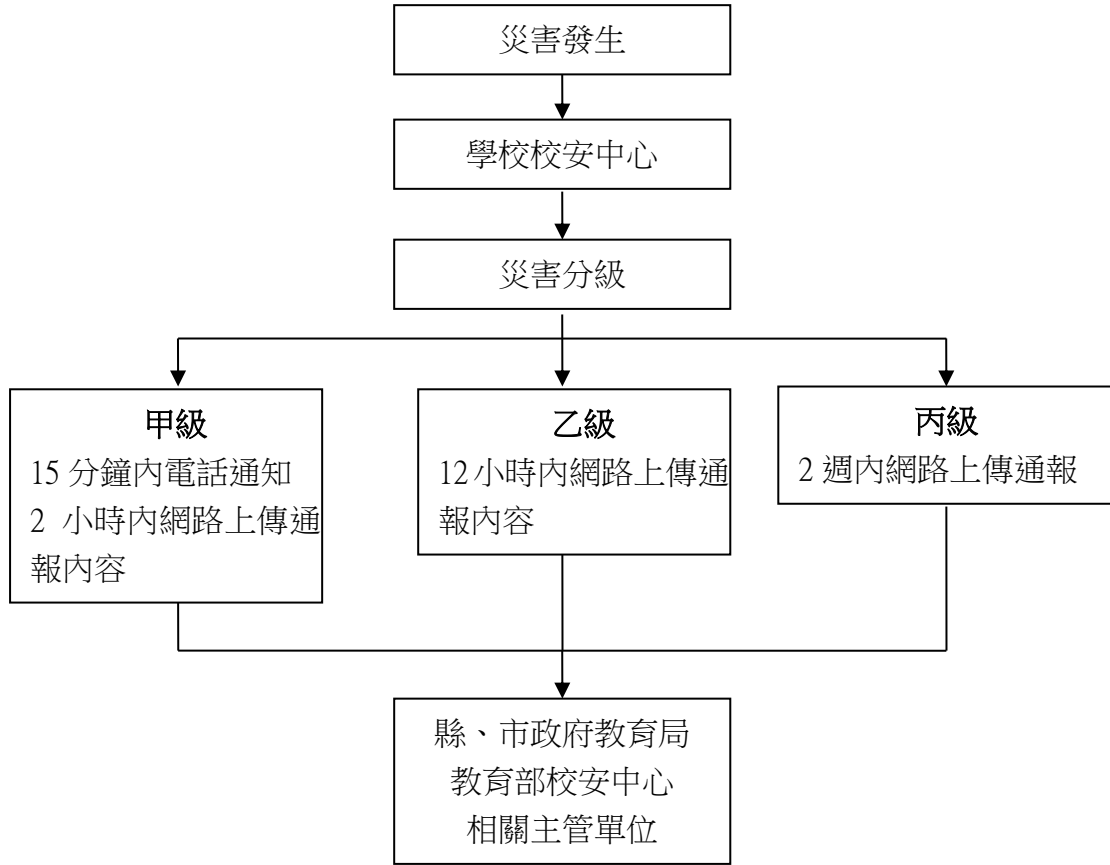 災害發生
學校校安中心
災害分級
甲級
15 分鐘內電話通知
2 小時內網路上傳通
報內容
乙級
12 小時內網路上傳通
報內容
丙級
2 週內網路上傳通報
縣、市政府教育局
教育部校安中心
相關主管單位